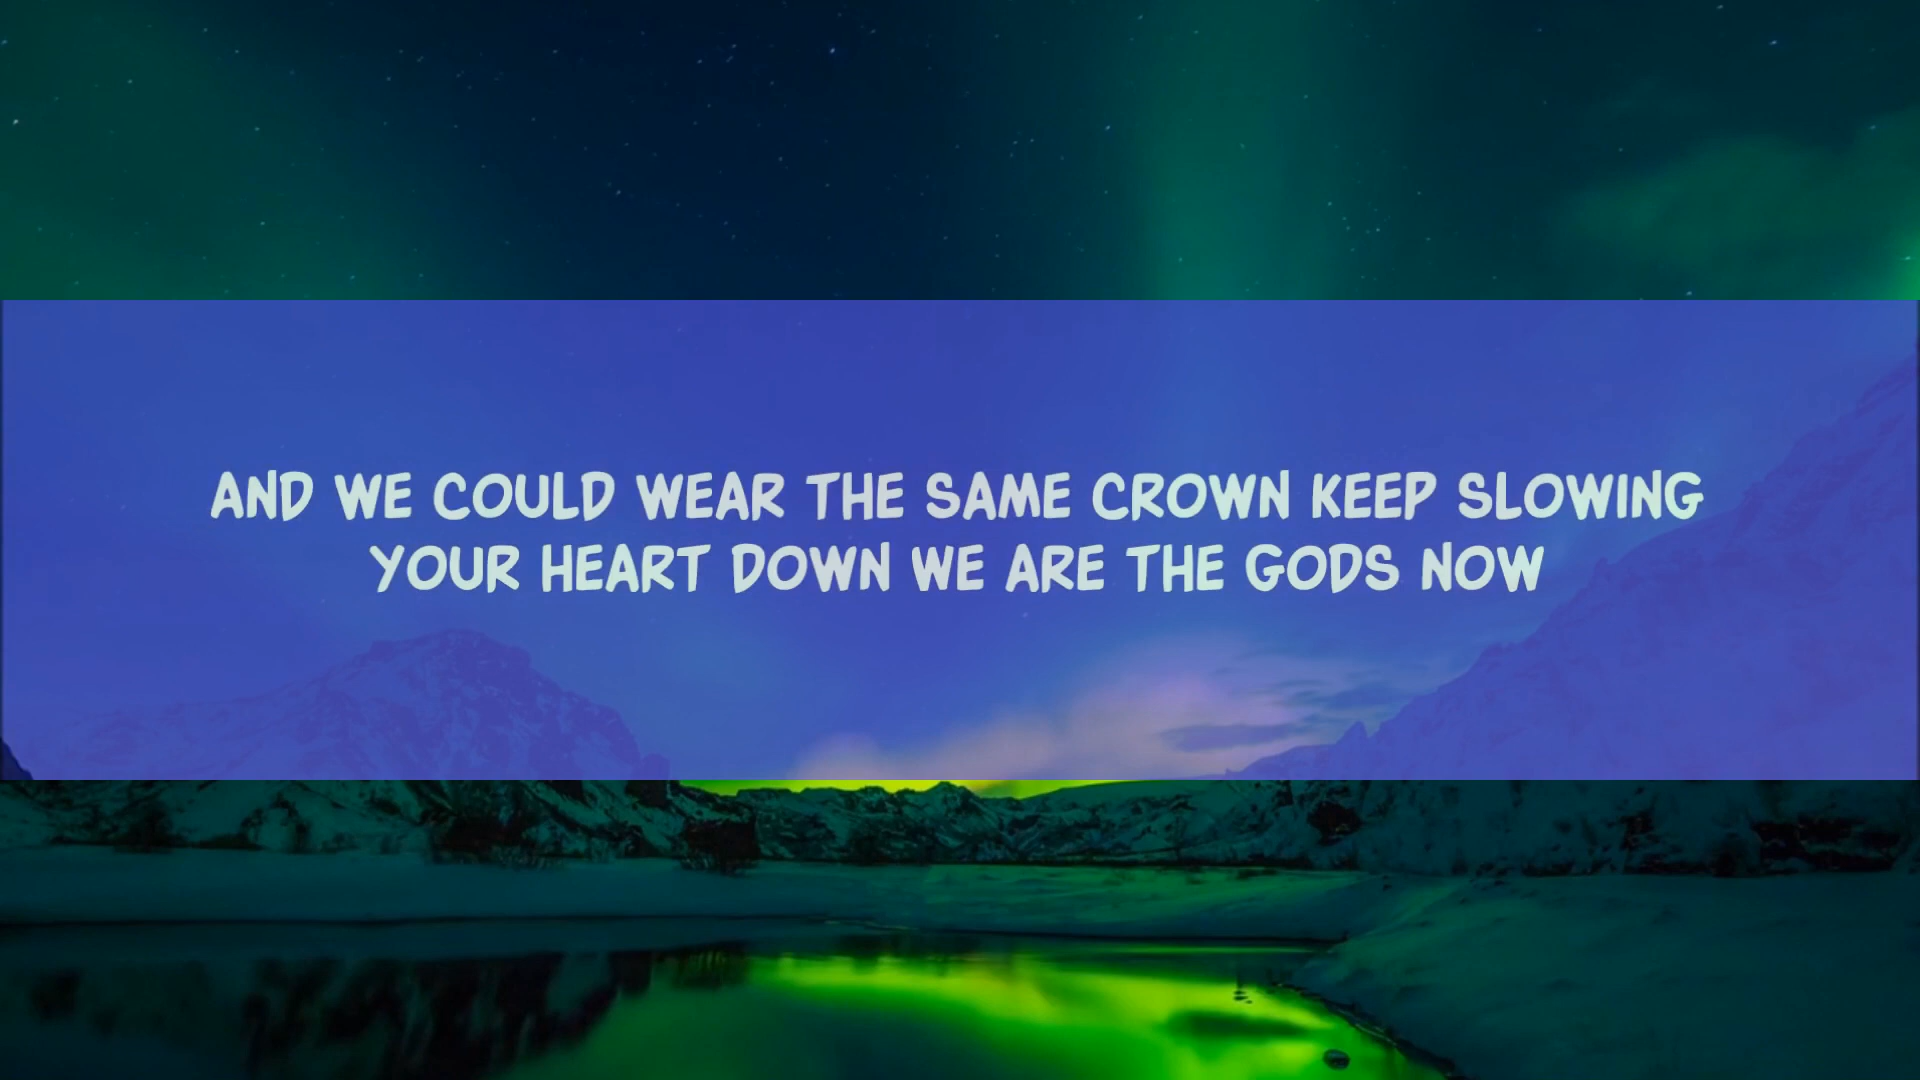 AND WE COULD WEAR THE SAME CROWN KEEP SLOWING
YOUR HEART DOWN WE ARE THE GODS NOW